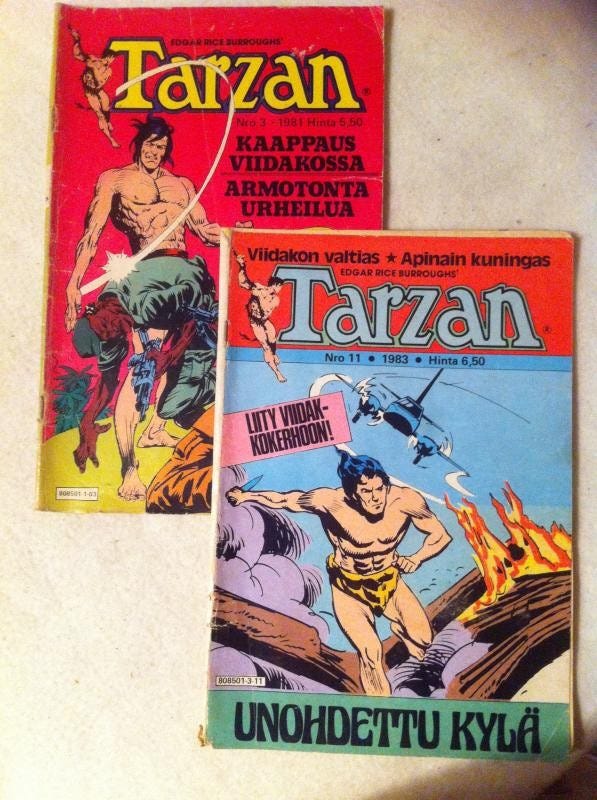 EDGAR RICE BURROUGHS'
Tarzan®
Nro 3 - 1981 Hinta 5,50
KAAPPAUS
VIIDAKOSSA
ARMOTONTA
URHEILUA
808501-1-03
Viidakon valtias ★ Apinain kuningas
EDGAR RICE BURROUGHS'
Tarzan®
Nro 11 • 1983 • Hinta 6,50
LIITY VIIDAK-
KOKERHOON!
808501-3-11
UNOHDETTU KYLÄ